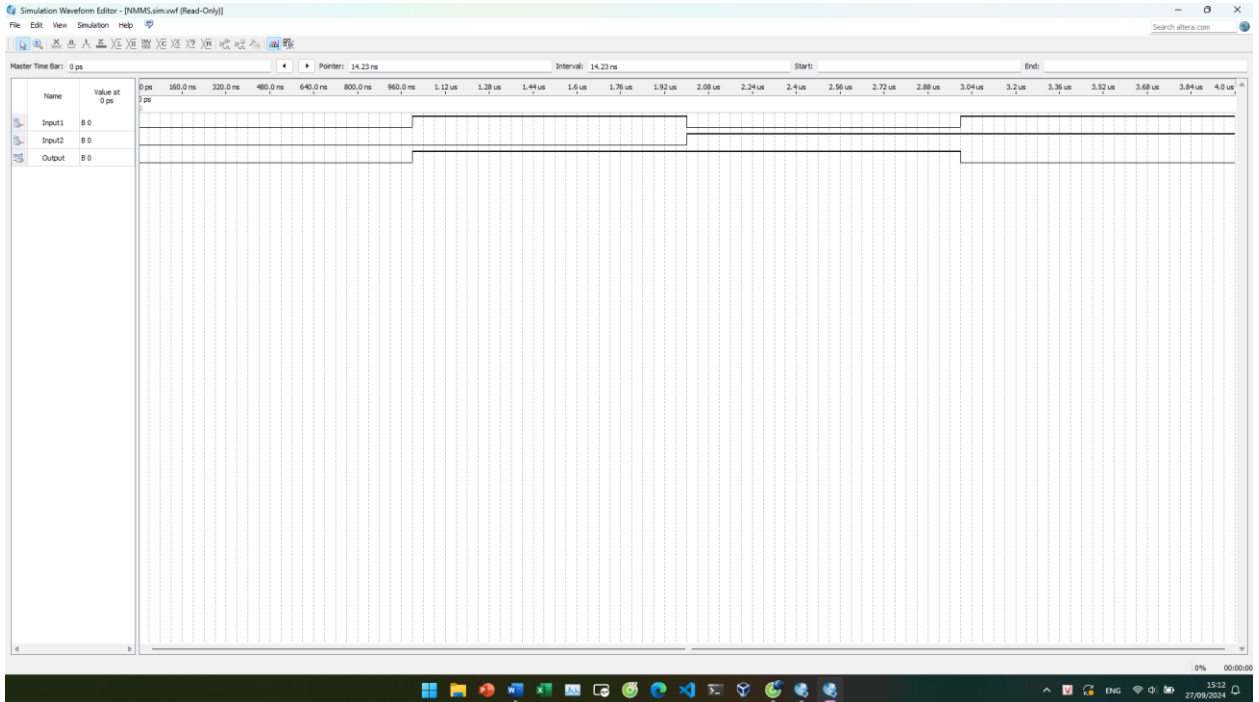 Simulation Waveform Editor - [NMMS.sim.vwf (Read-Only)]
File Edit View Simulation Help
Search altera.com
Master Time Bar: 0 ps Pointer: 14.23 ns Interval: 14.23 ns Start: End:
Name Value at 0 ps
0 ps 160.0 ns 320.0 ns 480.0 ns 640.0 ns 800.0 ns 960.0 ns 1.12 us 1.28 us 1.44 us 1.6 us 1.76 us 1.92 us 2.08 us 2.24 us 2.4 us 2.56 us 2.72 us 2.88 us 3.04 us 3.2 us 3.36 us 3.52 us 3.68 us 3.84 us 4.0 us
0 ps
Input1 B 0
Input2 B 0
Output B 0
0% 00:00:00
ENG
15:12
27/09/2024